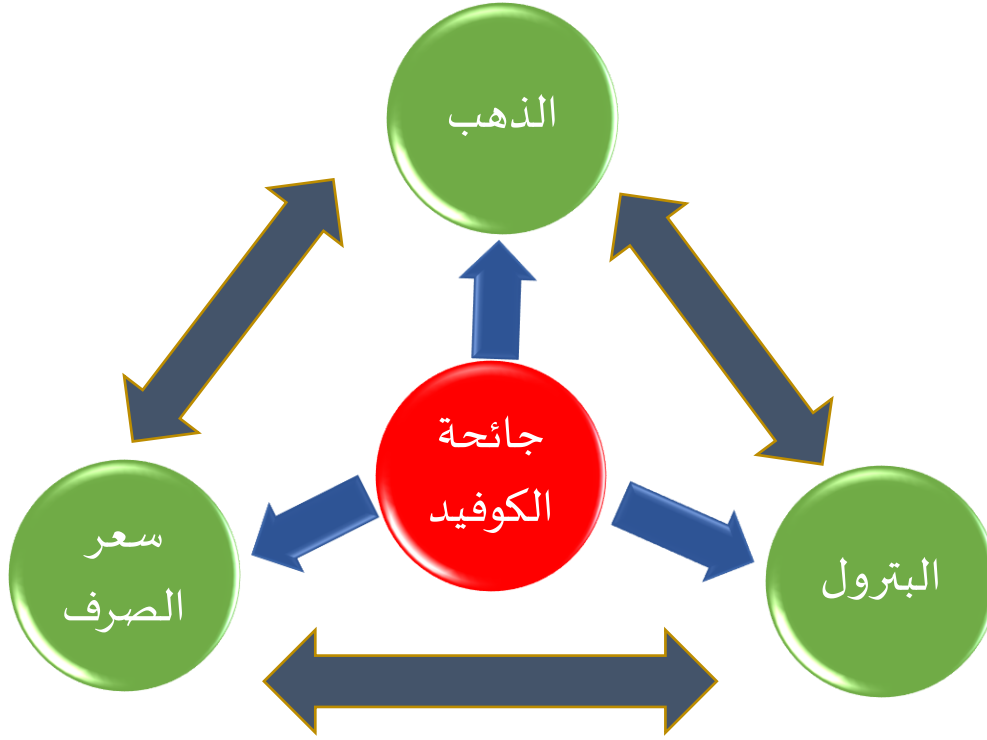 الذهب
جائحة
الكوفيد
سعر
الصرف
البترول